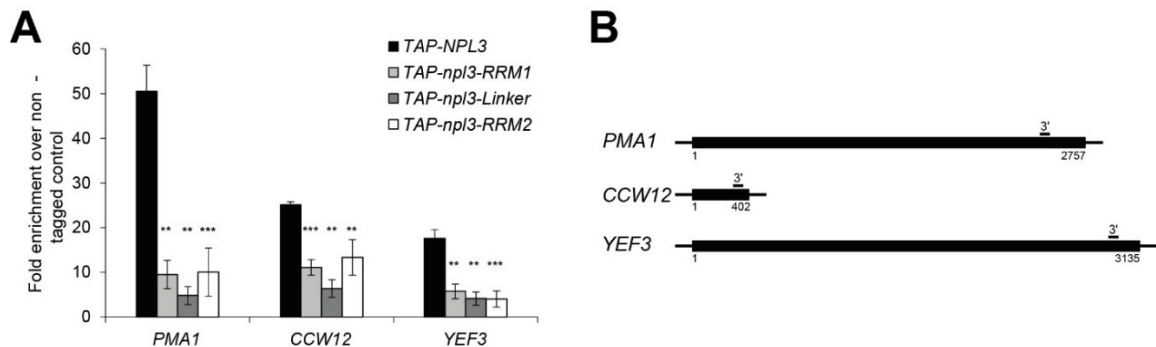 A
Fold enrichment over non -
tagged control
60
50
40
30
20
10
0
TAP-NPL3
TAP-npl3-RRM1
TAP-npl3-Linker
TAP-npl3-RRM2
** ** ***
*** ** **
** ** ***
PMA1 CCW12 YEF3
B
PMA1
3'
1 2757
CCW12
3'
1 402
YEF3
3'
1 3135